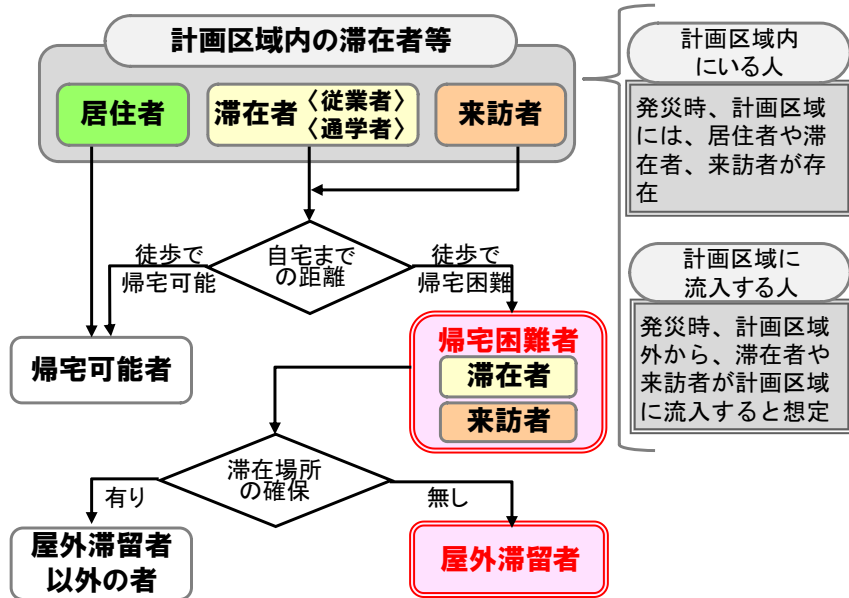 計画区域内の滞在者等
居住者
滞在者〈従業者〉
〈通学者〉
来訪者
計画区域内
にいる人
発災時、計画区域
には、居住者や滞
在者、来訪者が存
在
自宅まで
の距離
徒歩で
帰宅可能
徒歩で
帰宅困難
計画区域に
流入する人
発災時、計画区域
外から、滞在者や
来訪者が計画区域
に流入すると想定
帰宅可能者
帰宅困難者
滞在者
来訪者
滞在場所
の確保
有り
無し
屋外滞留者
以外の者
屋外滞留者